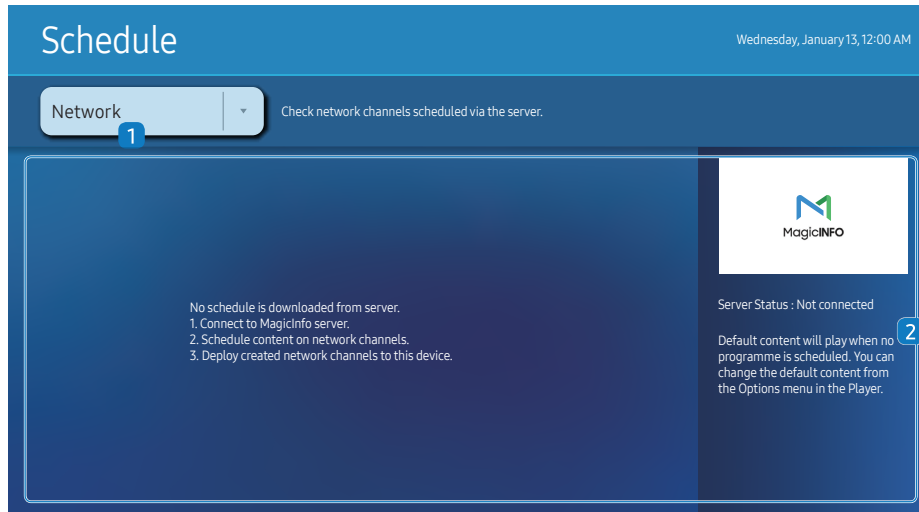 Schedule
Wednesday, January 13, 12:00 AM
Network
1
Check network channels scheduled via the server.
MagicINFO
No schedule is downloaded from server.
1. Connect to MagicInfo server.
2. Schedule content on network channels.
3. Deploy created network channels to this device.
Server Status : Not connected
2
Default content will play when no
programme is scheduled. You can
change the default content from
the Options menu in the Player.